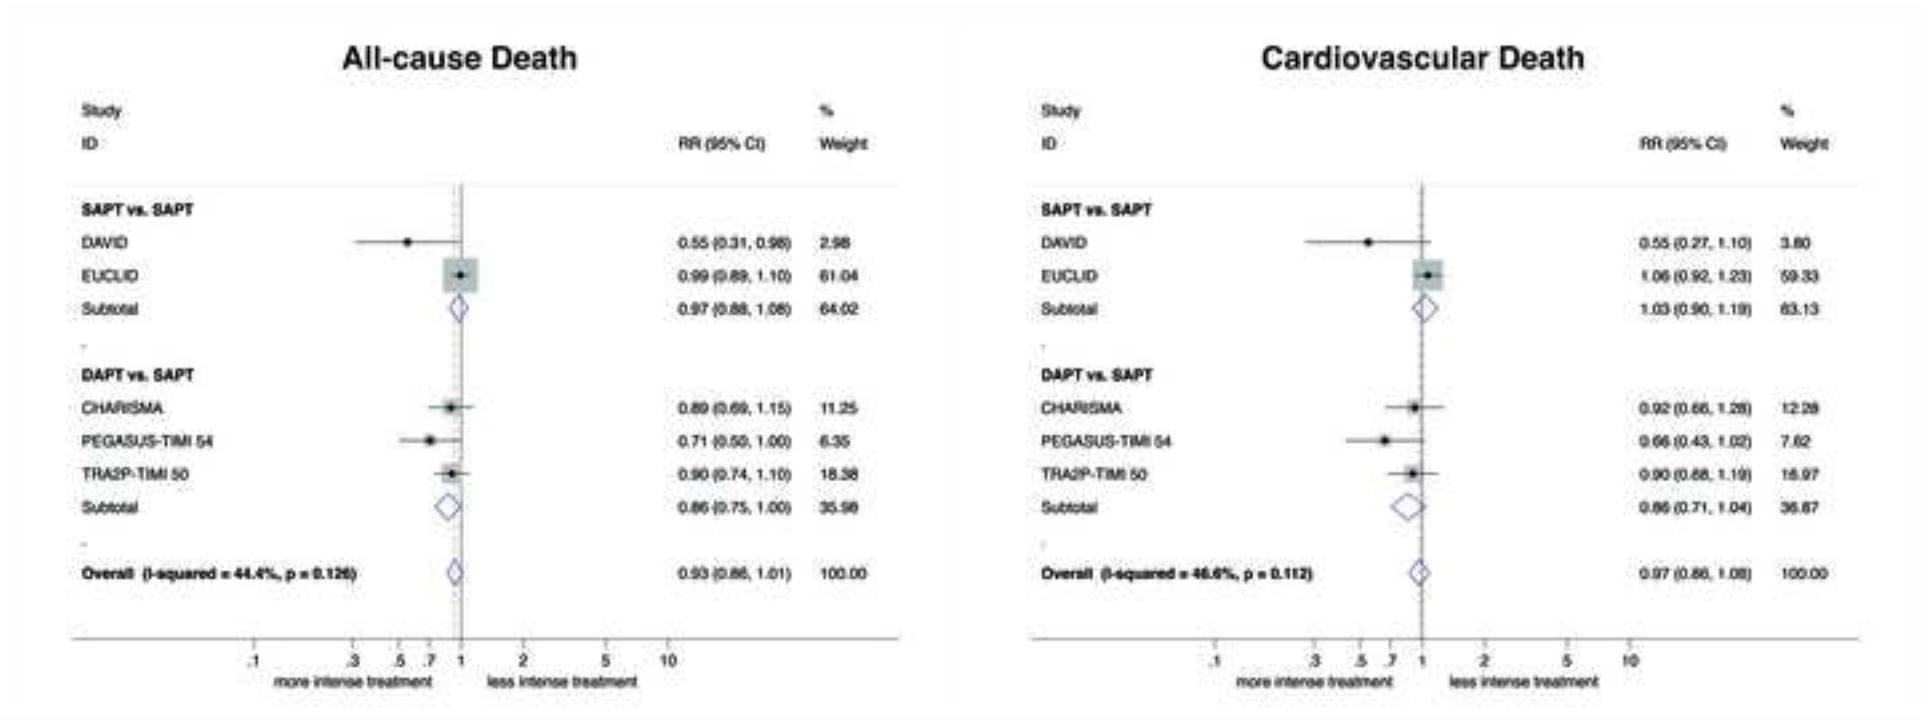 All-cause Death
Study %
ID RR (95% CI) Weight
SAPT vs. SAPT
DAVID 0.55 (0.31, 0.98) 2.98
EUCLID 0.99 (0.89, 1.10) 61.04
Subtotal 0.97 (0.88, 1.08) 64.02
.
DAPT vs. SAPT
CHARISMA 0.89 (0.69, 1.15) 11.25
PEGASUS-TIMI 54 0.71 (0.50, 1.00) 6.35
TRA2P-TIMI 50 0.90 (0.74, 1.10) 18.38
Subtotal 0.86 (0.75, 1.00) 35.98
.
Overall (I-squared = 44.4%, p = 0.126) 0.93 (0.86, 1.01) 100.00
.1 .3 .5 .7 1 2 5 10
more intense treatment less intense treatment
Cardiovascular Death
Study %
ID RR (95% CI) Weight
SAPT vs. SAPT
DAVID 0.55 (0.27, 1.10) 3.80
EUCLID 1.06 (0.92, 1.23) 59.33
Subtotal 1.03 (0.90, 1.19) 63.13
.
DAPT vs. SAPT
CHARISMA 0.92 (0.66, 1.28) 12.28
PEGASUS-TIMI 54 0.66 (0.43, 1.02) 7.62
TRA2P-TIMI 50 0.90 (0.68, 1.19) 16.97
Subtotal 0.86 (0.71, 1.04) 36.87
.
Overall (I-squared = 46.6%, p = 0.112) 0.97 (0.86, 1.08) 100.00
.1 .3 .5 .7 1 2 5 10
more intense treatment less intense treatment